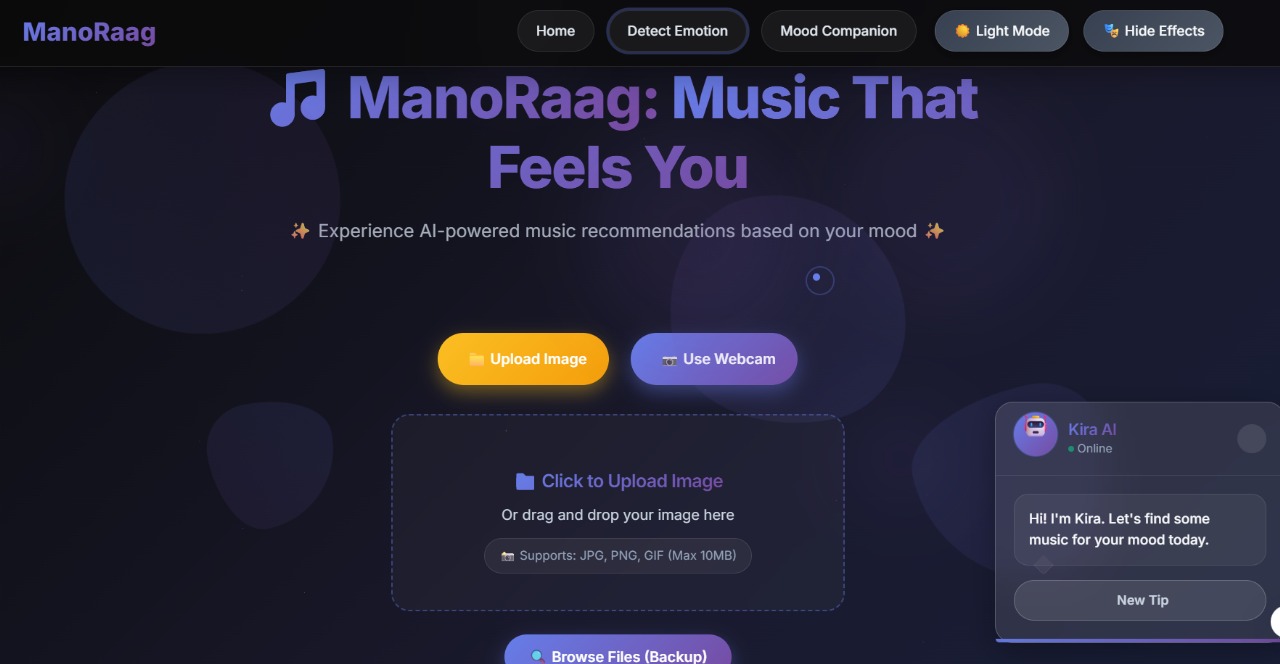 ManoRaag
Home
Detect Emotion
Mood Companion
Light Mode
Hide Effects
ManoRaag: Music That
Feels You
✨ Experience AI-powered music recommendations based on your mood ✨
Upload Image
Use Webcam
Click to Upload Image
Or drag and drop your image here
Supports: JPG, PNG, GIF (Max 10MB)
Browse Files (Backup)
Kira AI
Online
Hi! I'm Kira. Let's find some
music for your mood today.
New Tip